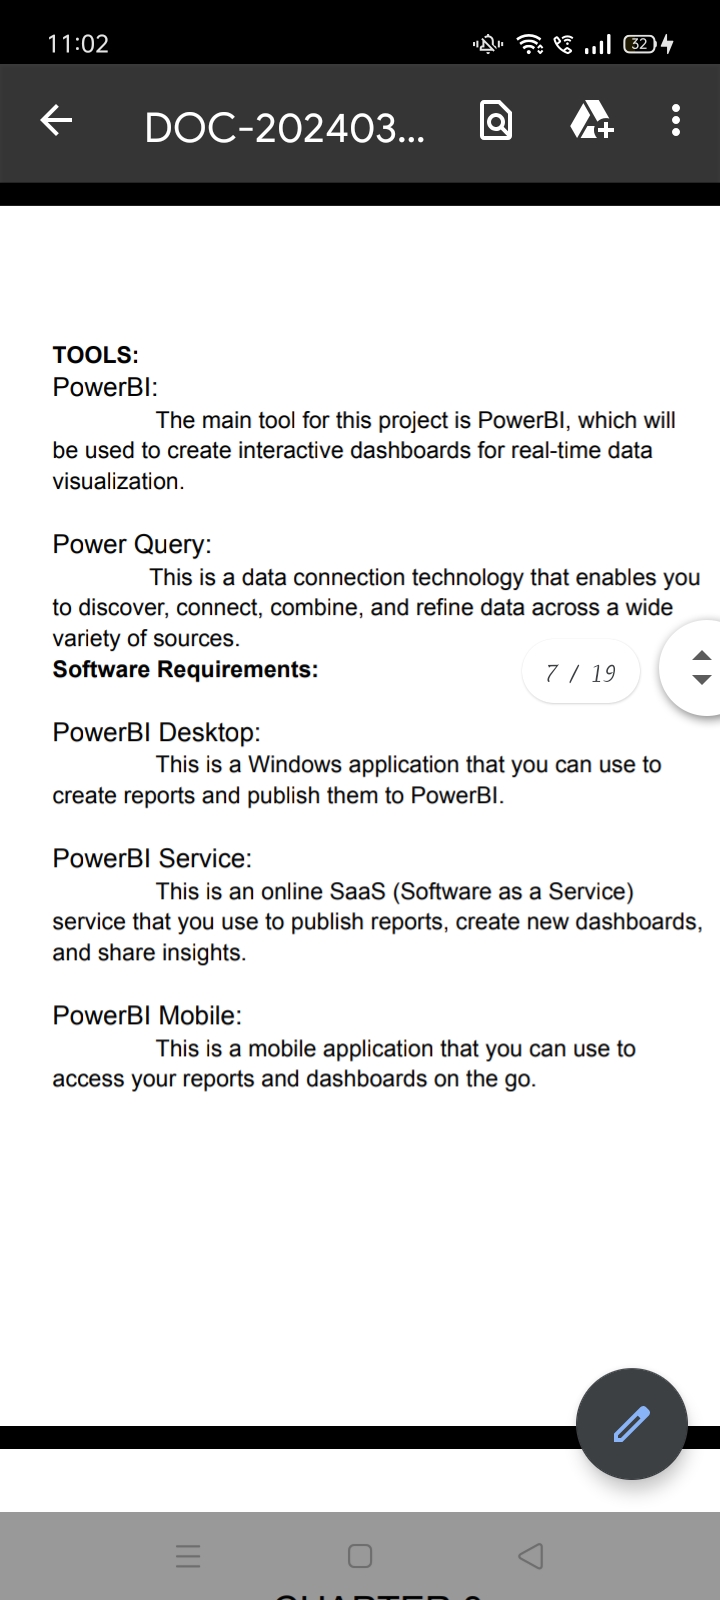 11:02
32
DOC-202403...
TOOLS:
PowerBI:
The main tool for this project is PowerBI, which will
be used to create interactive dashboards for real-time data
visualization.
Power Query:
This is a data connection technology that enables you
to discover, connect, combine, and refine data across a wide
variety of sources.
Software Requirements:
7 / 19
PowerBI Desktop:
This is a Windows application that you can use to
create reports and publish them to PowerBI.
PowerBI Service:
This is an online SaaS (Software as a Service)
service that you use to publish reports, create new dashboards,
and share insights.
PowerBI Mobile:
This is a mobile application that you can use to
access your reports and dashboards on the go.